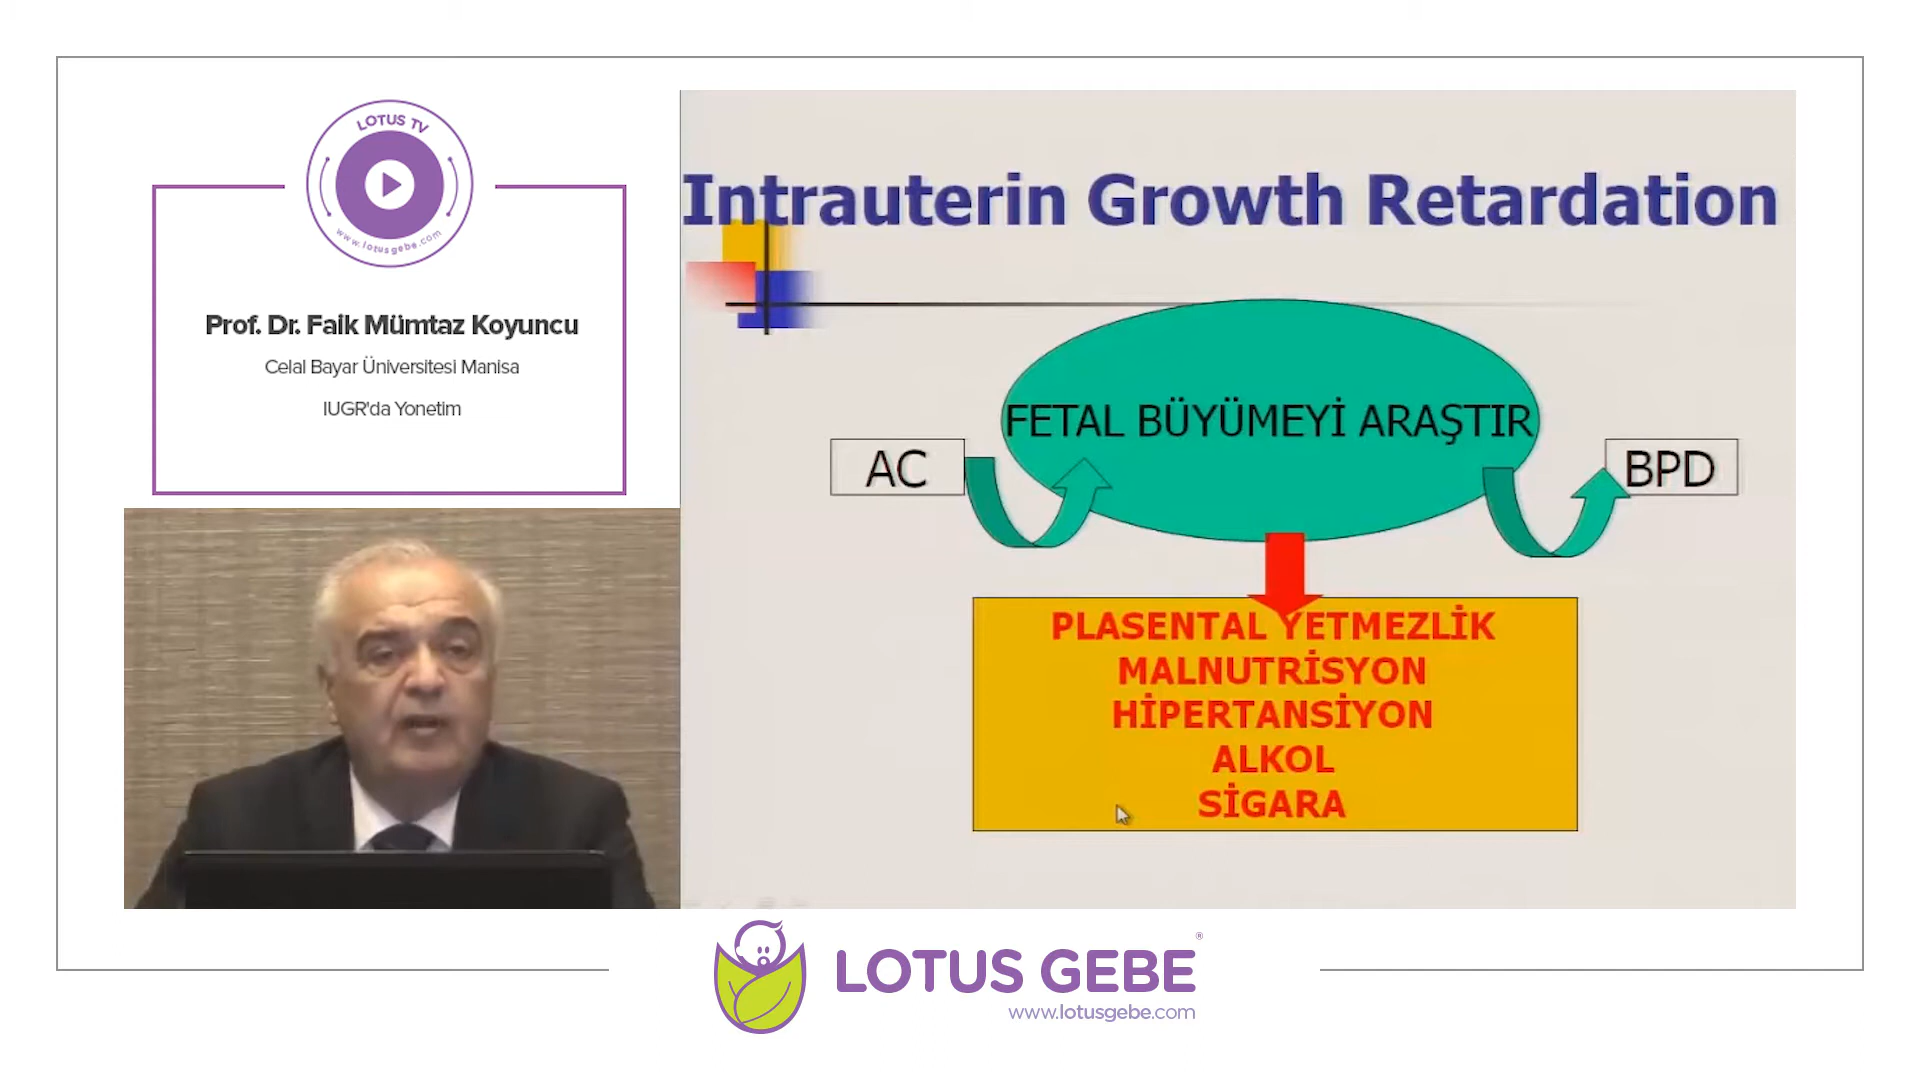 LOTUS TV
www.lotusgebe.com
Prof. Dr. Faik Mümtaz Koyuncu
Celal Bayar Üniversitesi Manisa
IUGR'da Yonetim
Intrauterin Growth Retardation
FETAL BÜYÜMEYİ ARAŞTIR
AC
BPD
PLASENTAL YETMEZLİK
MALNUTRİSYON
HİPERTANSİYON
ALKOL
SİGARA
LOTUS GEBE®
www.lotusgebe.com